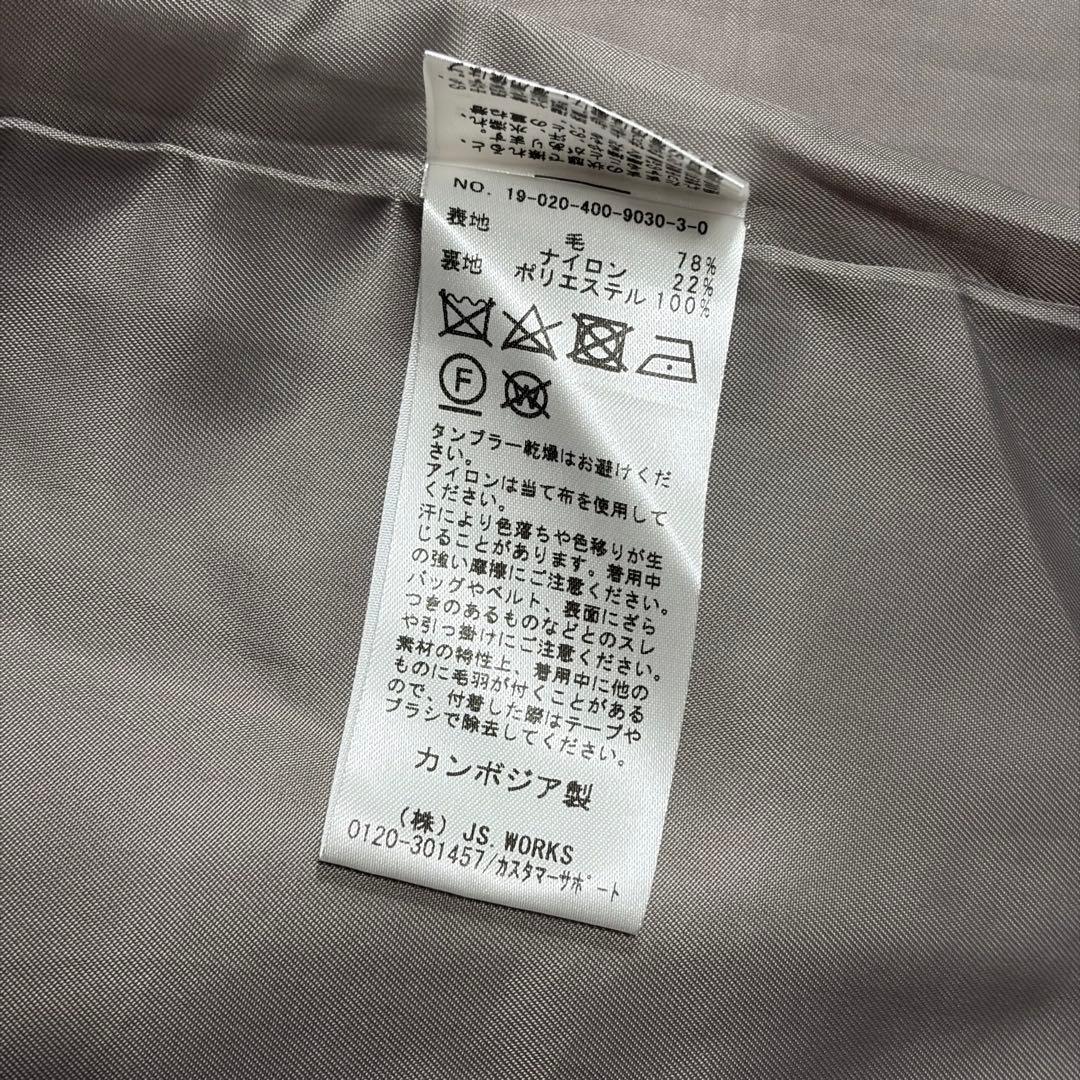 NO. 19-020-400-9030-3-0
表地 毛 78%
ナイロン 22%
裏地 ポリエステル 100%
F W
タンブラー乾燥はお避けくだ
さい。
アイロンは当て布を使用して
ください。
汗により色落ちや色移りが生
じることがあります。着用中
の強い摩擦にご注意ください。
バッグやベルト、表面にざら
つきのあるものなどとのスレ
や引っ掛けにご注意ください。
素材の特性上、着用中に他の
ものに毛羽が付くことがある
ので、付着した際はテープや
ブラシで除去してください。
カンボジア製
(株) JS. WORKS
0120-301457/カスタマーサポート